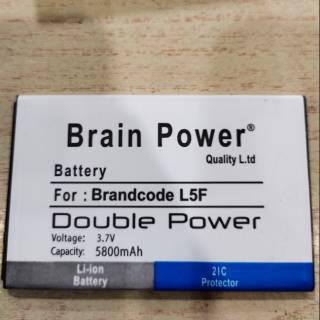 Brain Power®
Quality L.td
Battery
For : Brandcode L5F
Double Power
Voltage: 3.7V
Capacity: 5800mAh
Li-ion
Battery
2IC
Protector